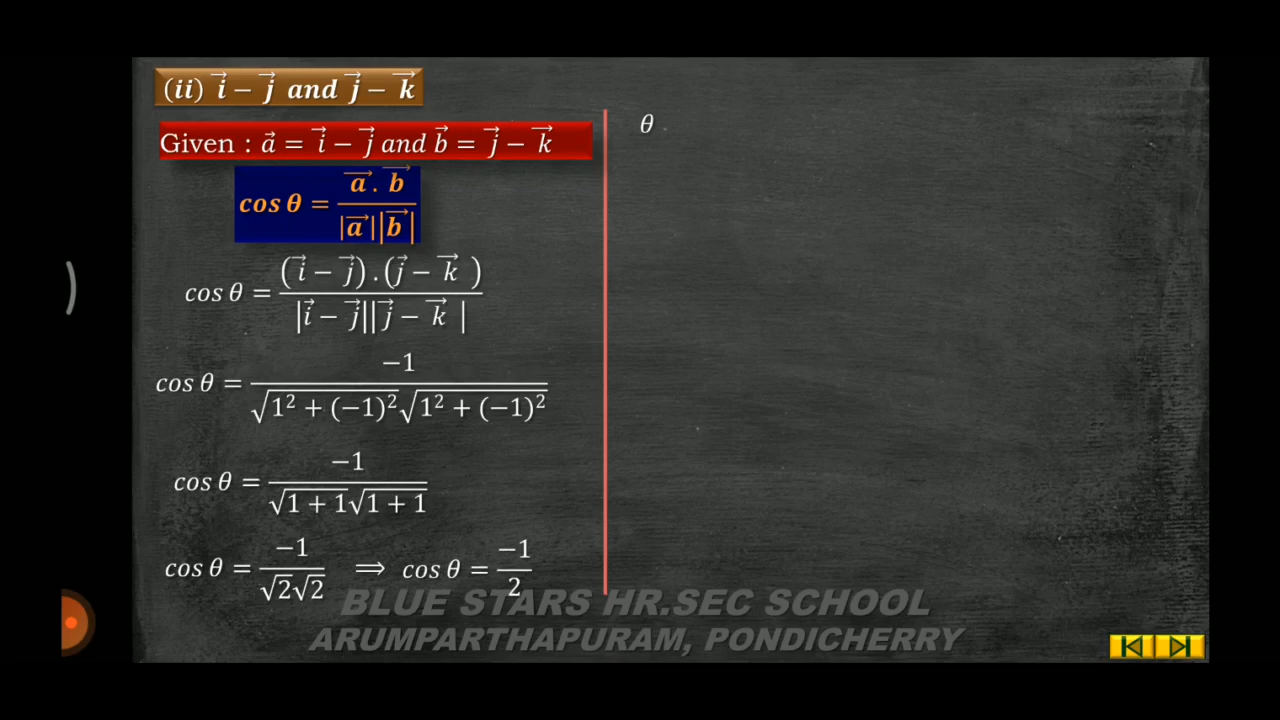 (ii) i⃗ − j⃗ and j⃗ − k⃗
Given : a⃗ = i⃗ − j⃗ and b⃗ = j⃗ − k⃗
cos θ = (a⃗ . b⃗) / (|a⃗||b⃗|)
cos θ = ((i⃗ − j⃗).(j⃗ − k⃗)) / (|i⃗ − j⃗||j⃗ − k⃗|)
cos θ = −1 / (√(1² + (−1)²)√(1² + (−1)²))
cos θ = −1 / (√(1 + 1)√(1 + 1))
cos θ = −1 / (√2√2) ⟹ cos θ = −1 / 2
θ
BLUE STARS HR.SEC SCHOOL
ARUMPARTHAPURAM, PONDICHERRY